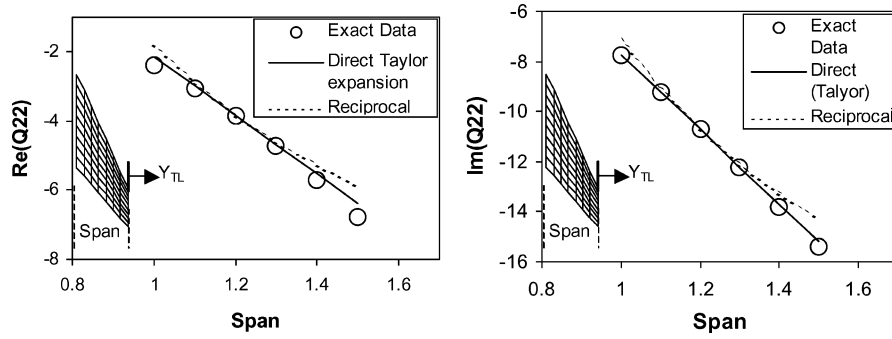 Exact Data
Direct Taylor
expansion
Reciprocal
-2
-4
-6
-8
Re(Q22)
Y_TL
Span
0.8
1
1.2
1.4
1.6
Span
Exact
Data
Direct
(Talyor)
Reciprocal
-6
-8
-10
-12
-14
-16
Im(Q22)
Y_TL
Span
0.8
1
1.2
1.4
1.6
Span